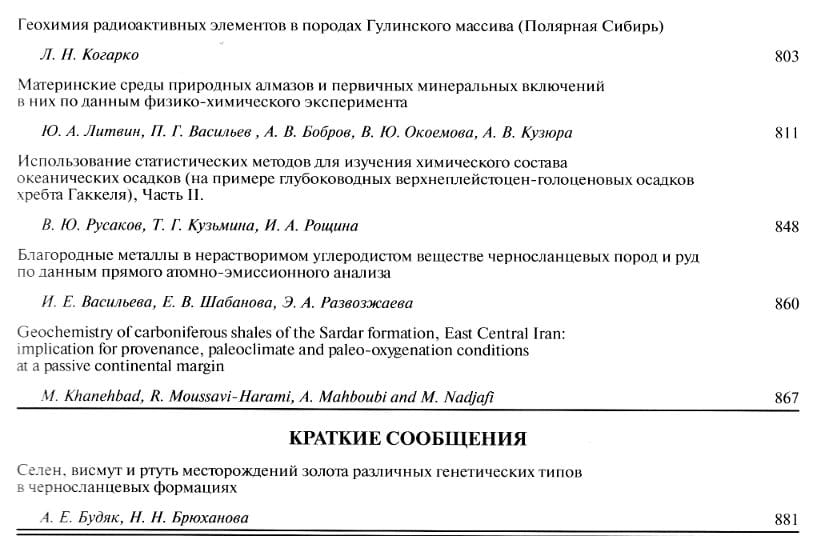 Геохимия радиоактивных элементов в породах Гулинского массива (Полярная Сибирь)
Л. Н. Когарко 803
Материнские среды природных алмазов и первичных минеральных включений
в них по данным физико-химического эксперимента
Ю. А. Литвин, П. Г. Васильев , А. В. Бобров, В. Ю. Окоемова, А. В. Кузюра 811
Использование статистических методов для изучения химического состава
океанических осадков (на примере глубоководных верхнеплейстоцен-голоценовых осадков
хребта Гаккеля), Часть II.
В. Ю. Русаков, Т. Г. Кузьмина, И. А. Рощина 848
Благородные металлы в нерастворимом углеродистом веществе черносланцевых пород и руд
по данным прямого атомно-эмиссионного анализа
И. Е. Васильева, Е. В. Шабанова, Э. А. Развозжаева 860
Geochemistry of carboniferous shales of the Sardar formation, East Central Iran:
implication for provenance, paleoclimate and paleo-oxygenation conditions
at a passive continental margin
M. Khanehbad, R. Moussavi-Harami, A. Mahboubi and M. Nadjafi 867
КРАТКИЕ СООБЩЕНИЯ
Селен, висмут и ртуть месторождений золота различных генетических типов
в черносланцевых формациях
А. Е. Будяк, Н. Н. Брюханова 881